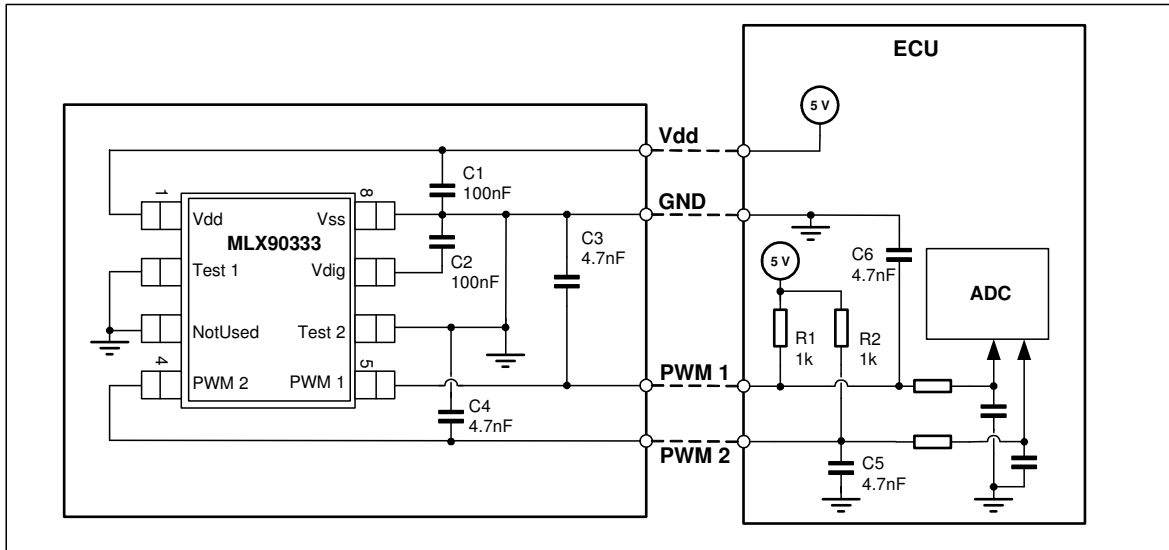 ECU
5 V
Vdd
C1
100nF
GND
1
8
Vdd
Vss
MLX90333
C2
100nF
C3
4.7nF
Test 1
Vdig
5 V
C6
4.7nF
ADC
NotUsed
Test 2
R1
1k
R2
1k
4
5
PWM 2
PWM 1
PWM 1
C4
4.7nF
PWM 2
C5
4.7nF